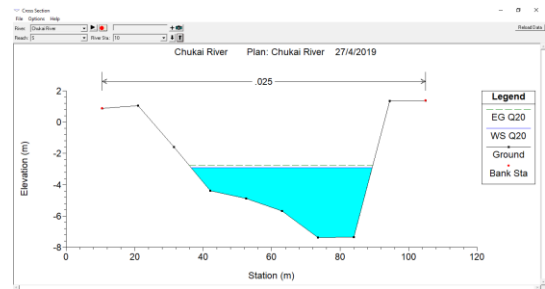 Cross Section
File Options Help
River: Chukai River
Reach: 5 River Sta.: 10
Reload Data
Chukai River Plan: Chukai River 27/4/2019
.025
2
0
-2
-4
-6
-8
Elevation (m)
0 20 40 60 80 100 120
Station (m)
Legend
EG Q20
WS Q20
Ground
Bank Sta